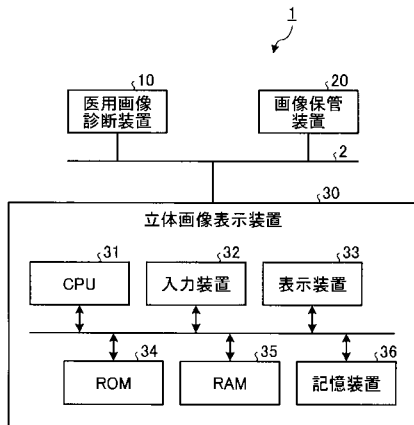 1
10
医用画像
診断装置
20
画像保管
装置
2
30
立体画像表示装置
31
CPU
32
入力装置
33
表示装置
34
ROM
35
RAM
36
記憶装置